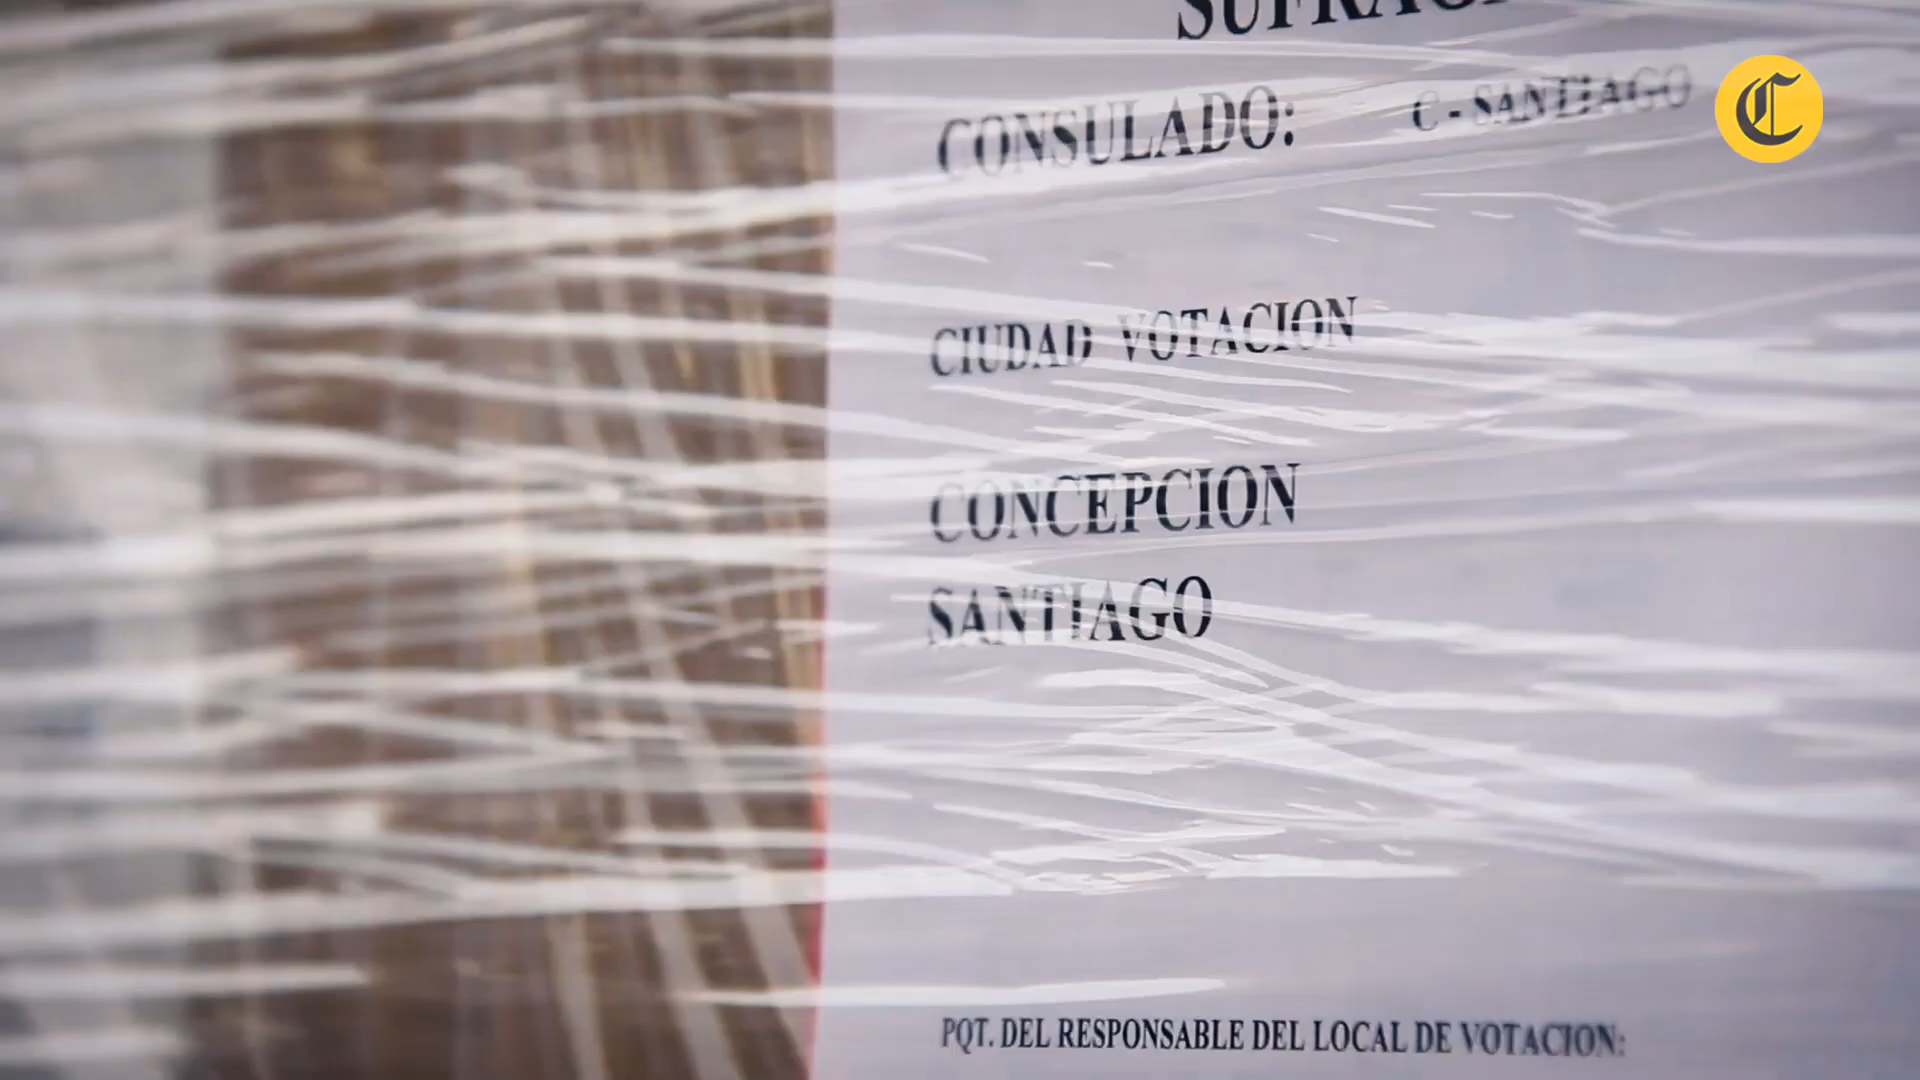 CONSULADO: C - SANTIAGO
CIUDAD VOTACION
CONCEPCION
SANTIAGO
PQT. DEL RESPONSABLE DEL LOCAL DE VOTACION: